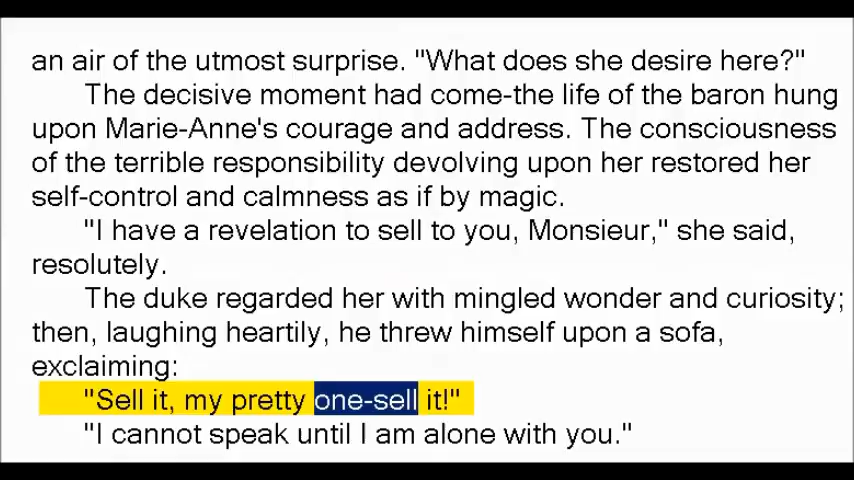 an air of the utmost surprise. "What does she desire here?"
The decisive moment had come-the life of the baron hung
upon Marie-Anne's courage and address. The consciousness
of the terrible responsibility devolving upon her restored her
self-control and calmness as if by magic.
"I have a revelation to sell to you, Monsieur," she said,
resolutely.
The duke regarded her with mingled wonder and curiosity;
then, laughing heartily, he threw himself upon a sofa,
exclaiming:
"Sell it, my pretty one-sell it!"
"I cannot speak until I am alone with you."